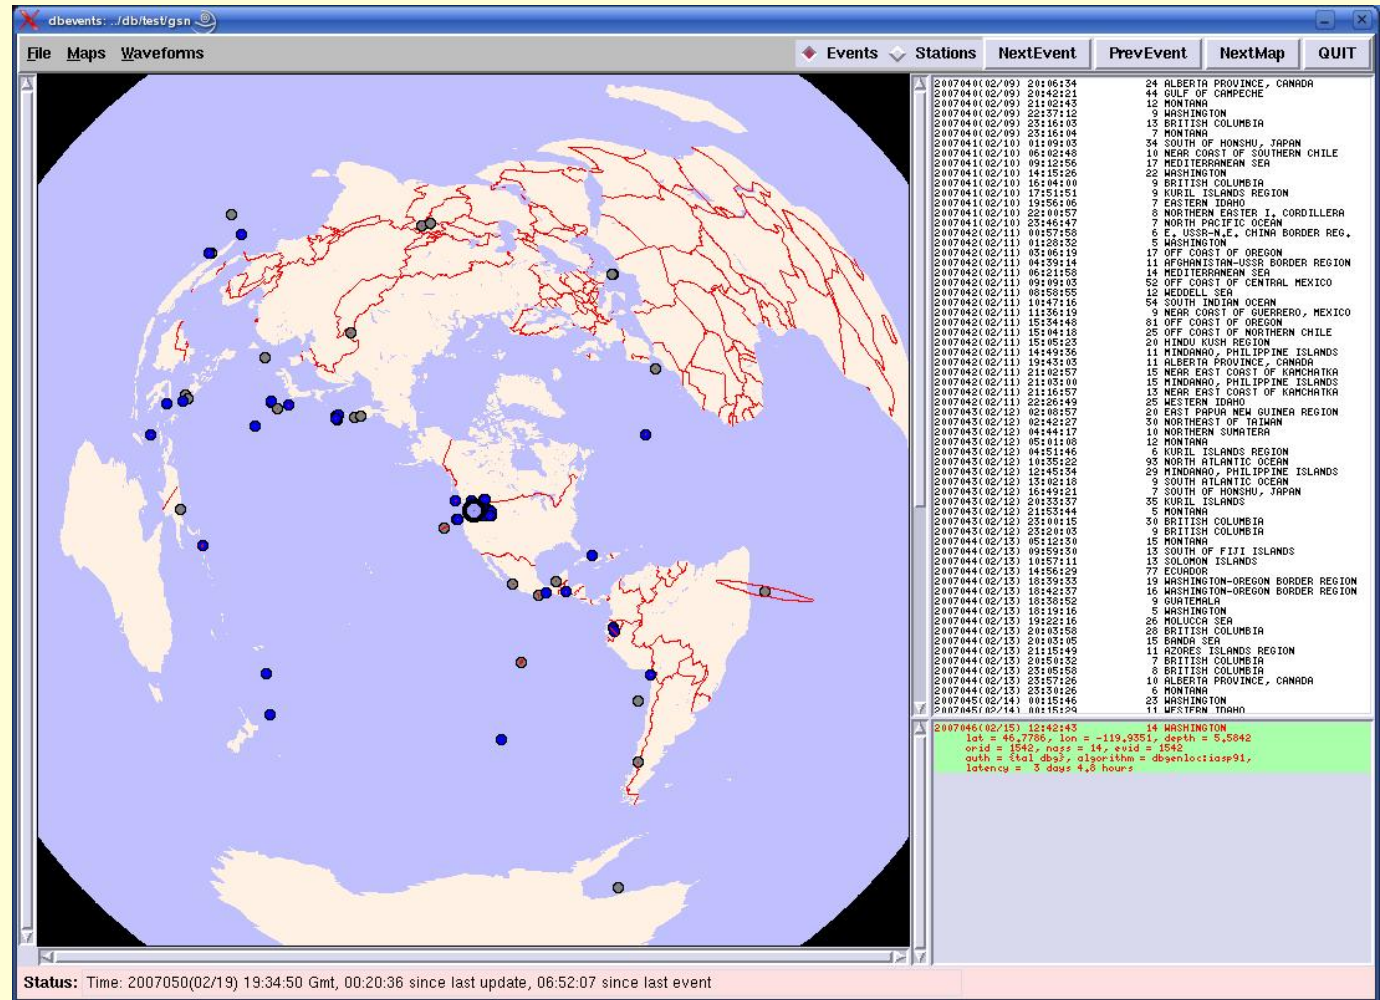 dbevents: ../db/test/gsn
File Maps Waveforms Events Stations NextEvent PrevEvent NextMap QUIT
2007040(02/09) 20:06:34 24 ALBERTA PROVINCE, CANADA
2007040(02/09) 20:42:21 44 GULF OF CAMPECHE
2007040(02/09) 21:02:43 12 MONTANA
2007040(02/09) 22:37:12 9 WASHINGTON
2007040(02/09) 23:16:03 13 BRITISH COLUMBIA
2007040(02/09) 23:16:04 7 MONTANA
2007041(02/10) 01:09:03 34 SOUTH OF HONSHU, JAPAN
2007041(02/10) 06:02:48 10 NEAR COAST OF SOUTHERN CHILE
2007041(02/10) 09:12:56 17 MEDITERRANEAN SEA
2007041(02/10) 14:15:26 22 WASHINGTON
2007041(02/10) 16:04:00 9 BRITISH COLUMBIA
2007041(02/10) 17:51:51 9 KURIL ISLANDS REGION
2007041(02/10) 19:56:06 7 EASTERN IDAHO
2007041(02/10) 22:00:57 8 NORTHERN EASTER I. CORDILLERA
2007041(02/10) 23:46:47 7 NORTH PACIFIC OCEAN
2007042(02/11) 00:57:58 6 E. USSR-N.E. CHINA BORDER REG.
2007042(02/11) 01:28:32 5 WASHINGTON
2007042(02/11) 03:06:19 17 OFF COAST OF OREGON
2007042(02/11) 04:39:14 11 AFGHANISTAN-USSR BORDER REGION
2007042(02/11) 06:21:58 14 MEDITERRANEAN SEA
2007042(02/11) 09:09:03 52 OFF COAST OF CENTRAL MEXICO
2007042(02/11) 08:58:55 12 WEDDELL SEA
2007042(02/11) 10:47:16 54 SOUTH INDIAN OCEAN
2007042(02/11) 11:36:19 9 NEAR COAST OF GUERRERO, MEXICO
2007042(02/11) 15:34:48 81 OFF COAST OF OREGON
2007042(02/11) 15:04:18 25 OFF COAST OF NORTHERN CHILE
2007042(02/11) 15:05:23 20 HINDU KUSH REGION
2007042(02/11) 14:49:36 11 MINDANAO, PHILIPPINE ISLANDS
2007042(02/11) 19:43:03 11 ALBERTA PROVINCE, CANADA
2007042(02/11) 21:02:57 15 NEAR EAST COAST OF KAMCHATKA
2007042(02/11) 21:03:00 15 MINDANAO, PHILIPPINE ISLANDS
2007042(02/11) 21:16:57 13 NEAR EAST COAST OF KAMCHATKA
2007042(02/11) 22:26:49 25 WESTERN IDAHO
2007043(02/12) 02:08:57 20 EAST PAPUA NEW GUINEA REGION
2007043(02/12) 02:42:27 30 NORTHEAST OF TAIWAN
2007043(02/12) 04:44:17 10 NORTHERN SUMATERA
2007043(02/12) 05:01:08 12 MONTANA
2007043(02/12) 04:51:46 6 KURIL ISLANDS REGION
2007043(02/12) 10:35:22 93 NORTH ATLANTIC OCEAN
2007043(02/12) 12:45:34 29 MINDANAO, PHILIPPINE ISLANDS
2007043(02/12) 13:02:18 9 SOUTH ATLANTIC OCEAN
2007043(02/12) 16:49:21 7 SOUTH OF HONSHU, JAPAN
2007043(02/12) 20:33:37 35 KURIL ISLANDS
2007043(02/12) 21:53:44 5 MONTANA
2007043(02/12) 23:00:15 30 BRITISH COLUMBIA
2007043(02/12) 23:20:03 9 BRITISH COLUMBIA
2007044(02/13) 05:12:30 15 MONTANA
2007044(02/13) 09:59:30 13 SOUTH OF FIJI ISLANDS
2007044(02/13) 10:57:11 13 SOLOMON ISLANDS
2007044(02/13) 14:56:29 77 ECUADOR
2007044(02/13) 18:39:33 19 WASHINGTON-OREGON BORDER REGION
2007044(02/13) 18:42:37 16 WASHINGTON-OREGON BORDER REGION
2007044(02/13) 18:38:52 9 GUATEMALA
2007044(02/13) 18:19:16 5 WASHINGTON
2007044(02/13) 19:22:16 26 MOLUCCA SEA
2007044(02/13) 20:03:58 28 BRITISH COLUMBIA
2007044(02/13) 20:03:05 15 BANDA SEA
2007044(02/13) 21:15:49 11 AZORES ISLANDS REGION
2007044(02/13) 20:50:32 7 BRITISH COLUMBIA
2007044(02/13) 23:05:58 8 BRITISH COLUMBIA
2007044(02/13) 23:57:26 10 ALBERTA PROVINCE, CANADA
2007044(02/13) 23:30:26 6 MONTANA
2007045(02/14) 00:15:46 23 WASHINGTON
2007045(02/14) 00:15:29 11 WESTERN IDAHO
2007046(02/15) 12:42:43 14 WASHINGTON
lat = 46.7786, lon = -119.9351, depth = 5.5842
orid = 1542, nass = 14, evid = 1542
auth = {tal dbg}, algorithm = dbgenloc:iasp91,
latency = 3 days 4.8 hours
Status: Time: 2007050(02/19) 19:34:50 Gmt, 00:20:36 since last update, 06:52:07 since last event